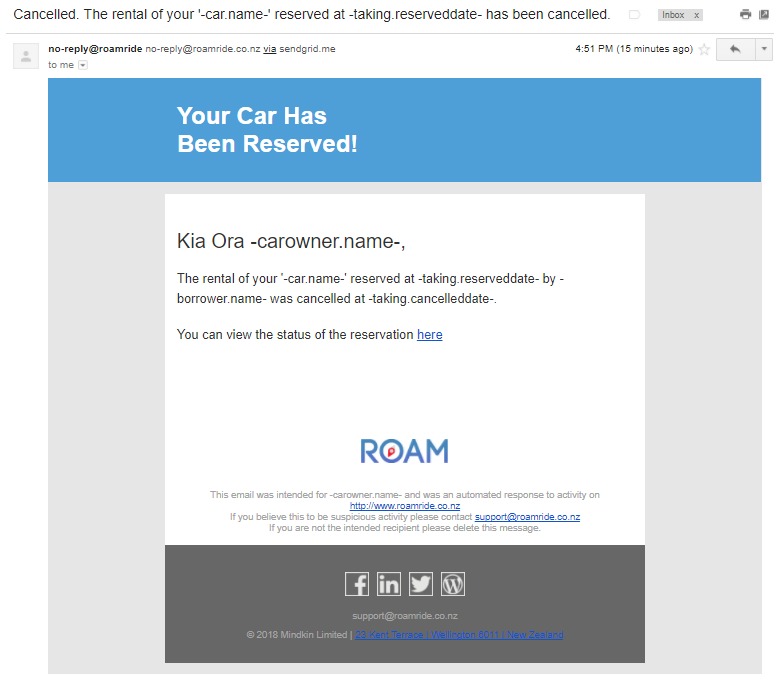 Cancelled. The rental of your '-car.name-' reserved at -taking.reserveddate- has been cancelled.
Inbox x
no-reply@roamride no-reply@roamride.co.nz via sendgrid.me
4:51 PM (15 minutes ago)
to me
Your Car Has
Been Reserved!
Kia Ora -carowner.name-,
The rental of your '-car.name-' reserved at -taking.reserveddate- by -
borrower.name- was cancelled at -taking.cancelleddate-.
You can view the status of the reservation here
ROAM
This email was intended for -carowner.name- and was an automated response to activity on
http://www.roamride.co.nz
If you believe this to be suspicious activity please contact support@roamride.co.nz
If you are not the intended recipient please delete this message.
support@roamride.co.nz
© 2018 Mindkin Limited | 23 Kent Terrace | Wellington 6011 | New Zealand